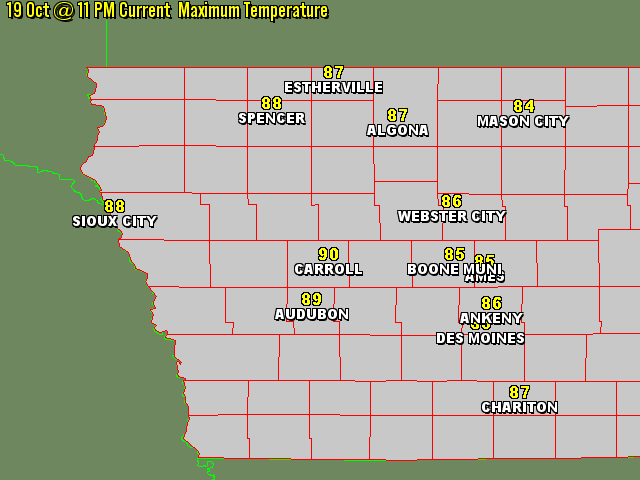 19 Oct @ 11 PM Current Maximum Temperature
87
ESTHERVILLE
88
SPENCER
87
ALGONA
84
MASON CITY
88
SIOUX CITY
86
WEBSTER CITY
90
CARROLL
85
BOONE MUNI
85
AMES
89
AUDUBON
86
ANKENY
DES MOINES
87
CHARITON